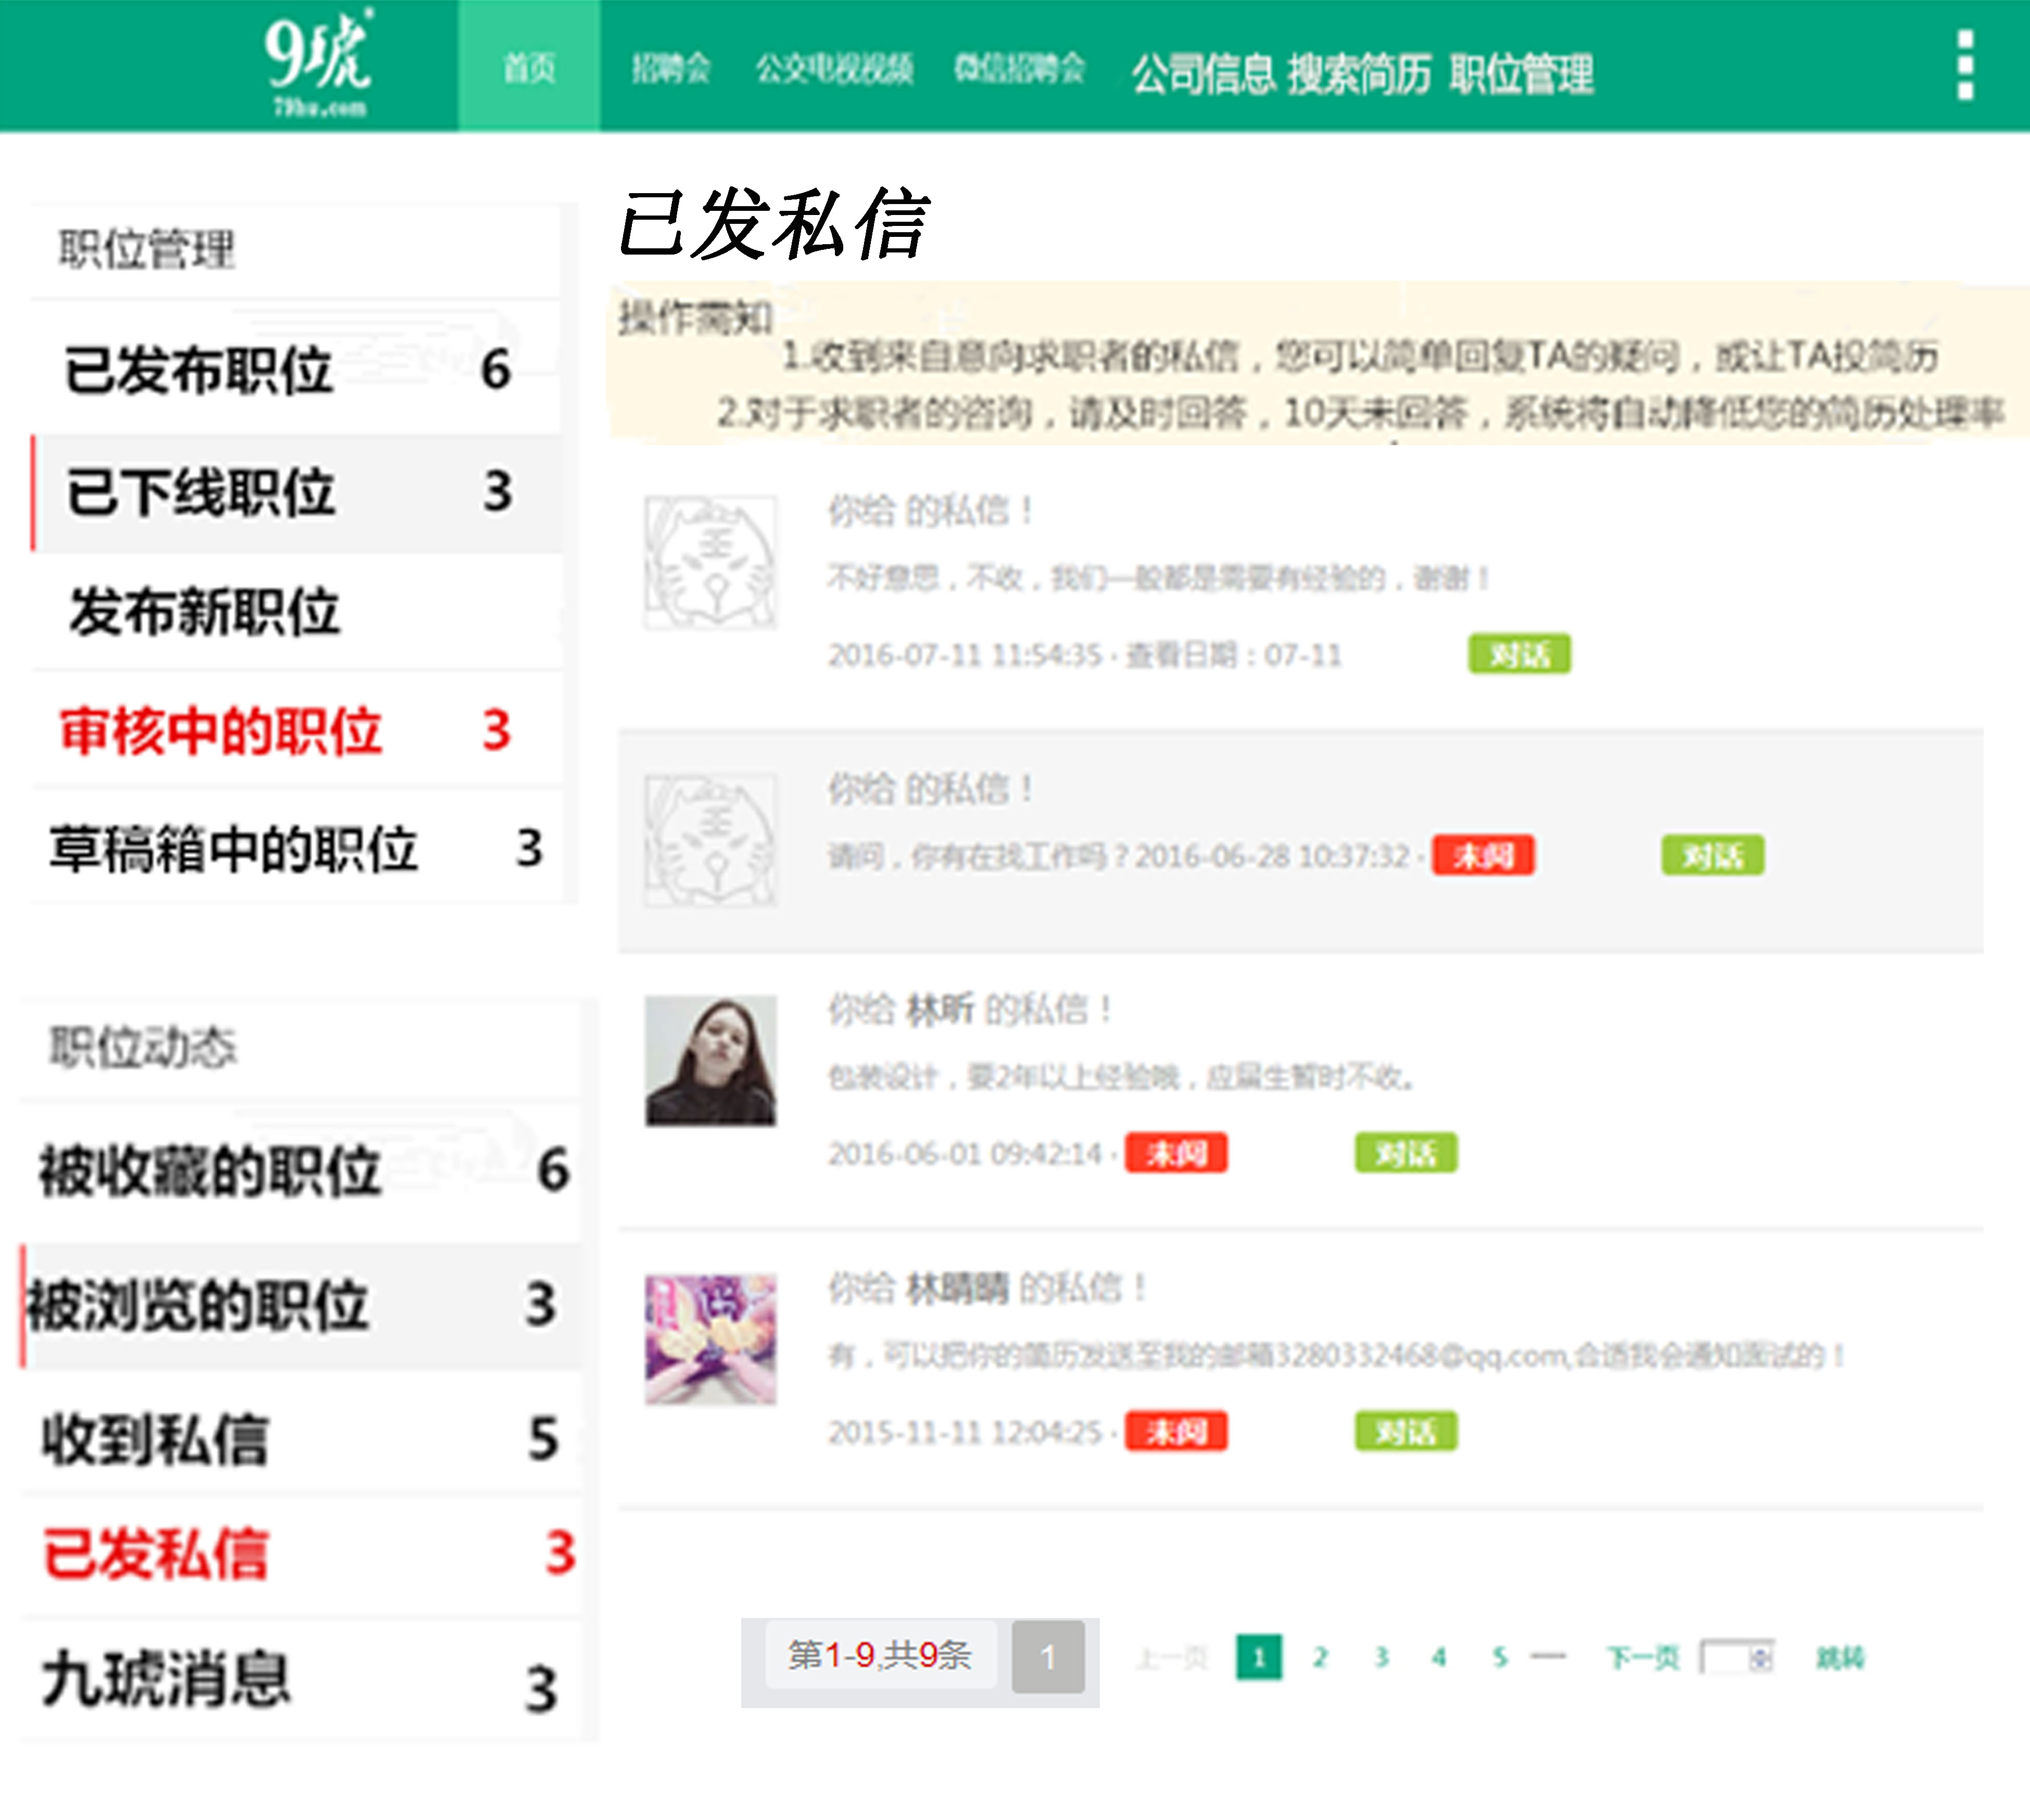 9琥
79hu.com
首页 招聘会 公交电视视频 微信招聘会 公司信息 搜索简历 职位管理
职位管理
已发布职位 6
已下线职位 3
发布新职位
审核中的职位 3
草稿箱中的职位 3
职位动态
被收藏的职位 6
被浏览的职位 3
收到私信 5
已发私信 3
九琥消息 3
已发私信
操作需知
1.收到来自意向求职者的私信，您可以简单回复TA的疑问，或让TA投简历
2.对于求职者的咨询，请及时回答，10天未回答，系统将自动降低您的简历处理率
你给 的私信！
不好意思，不收，我们一般都是需要有经验的，谢谢！
2016-07-11 11:54:35 · 查看日期：07-11 对话
你给 的私信！
请问，你有在找工作吗？2016-06-28 10:37:32 · 未阅 对话
你给 林昕 的私信！
包装设计，要2年以上经验哦，应届生暂时不收。
2016-06-01 09:42:14 · 未阅 对话
你给 林晴晴 的私信！
有，可以把你的简历发送至我的邮箱3280332468@qq.com,合适我会通知面试的！
2015-11-11 12:04:25 · 未阅 对话
第1-9,共9条 1 上一页 1 2 3 4 5 — 下一页 跳转